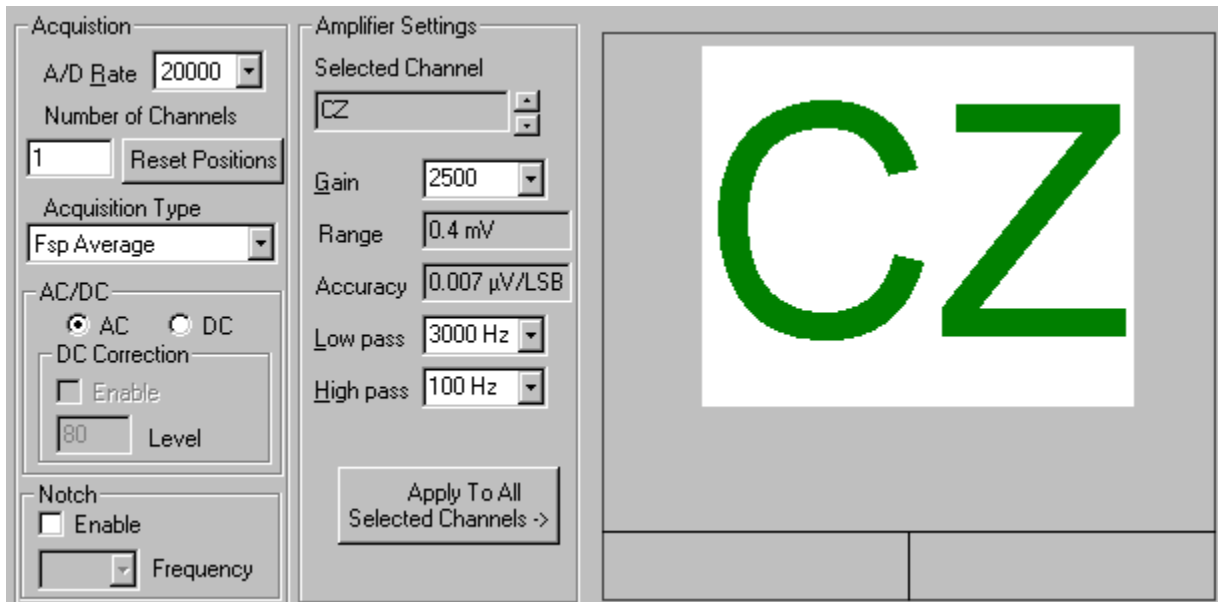 Acquistion
A/D Rate 20000
Number of Channels
1 Reset Positions
Acquisition Type
Fsp Average
AC/DC
AC DC
DC Correction
Enable
80 Level
Notch
Enable
Frequency
Amplifier Settings
Selected Channel
CZ
Gain 2500
Range 0.4 mV
Accuracy 0.007 µV/LSB
Low pass 3000 Hz
High pass 100 Hz
Apply To All
Selected Channels ->
CZ